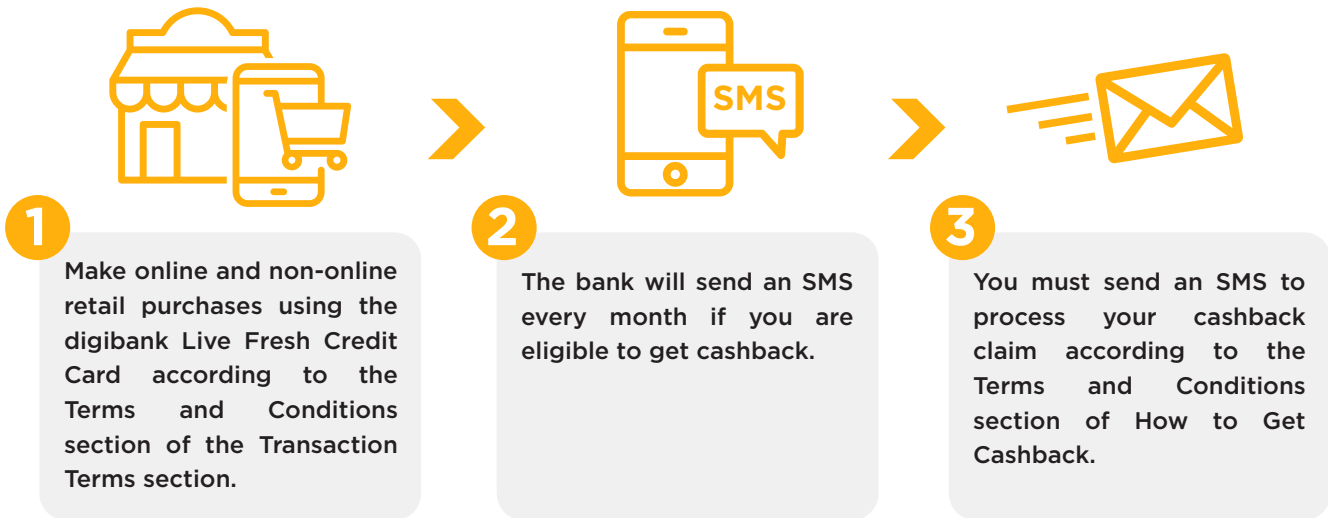 SMS
1
Make online and non-online
retail purchases using the
digibank Live Fresh Credit
Card according to the
Terms and Conditions
section of the Transaction
Terms section.
2
The bank will send an SMS
every month if you are
eligible to get cashback.
3
You must send an SMS to
process your cashback
claim according to the
Terms and Conditions
section of How to Get
Cashback.